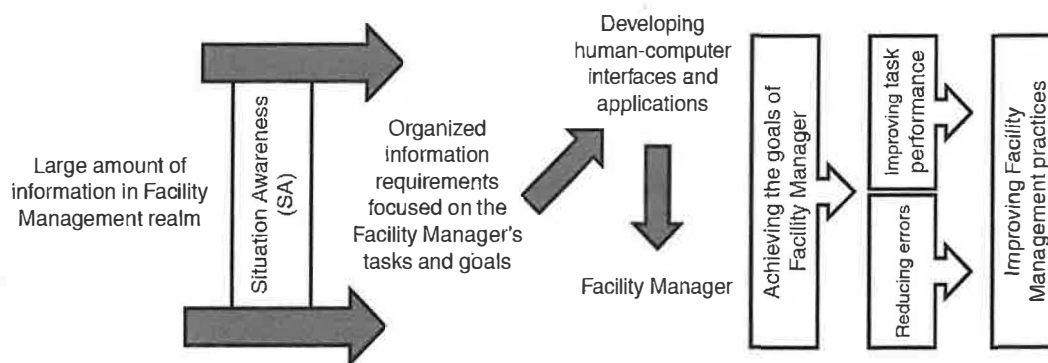 Large amount of
information in Facility
Management realm
Situation Awareness
(SA)
Organized
information
requirements
focused on the
Facility Manager's
tasks and goals
Developing
human-computer
interfaces and
applications
Facility Manager
Achieving the goals of
Facility Manager
Improving task
performance
Reducing errors
Improving Facility
Management practices